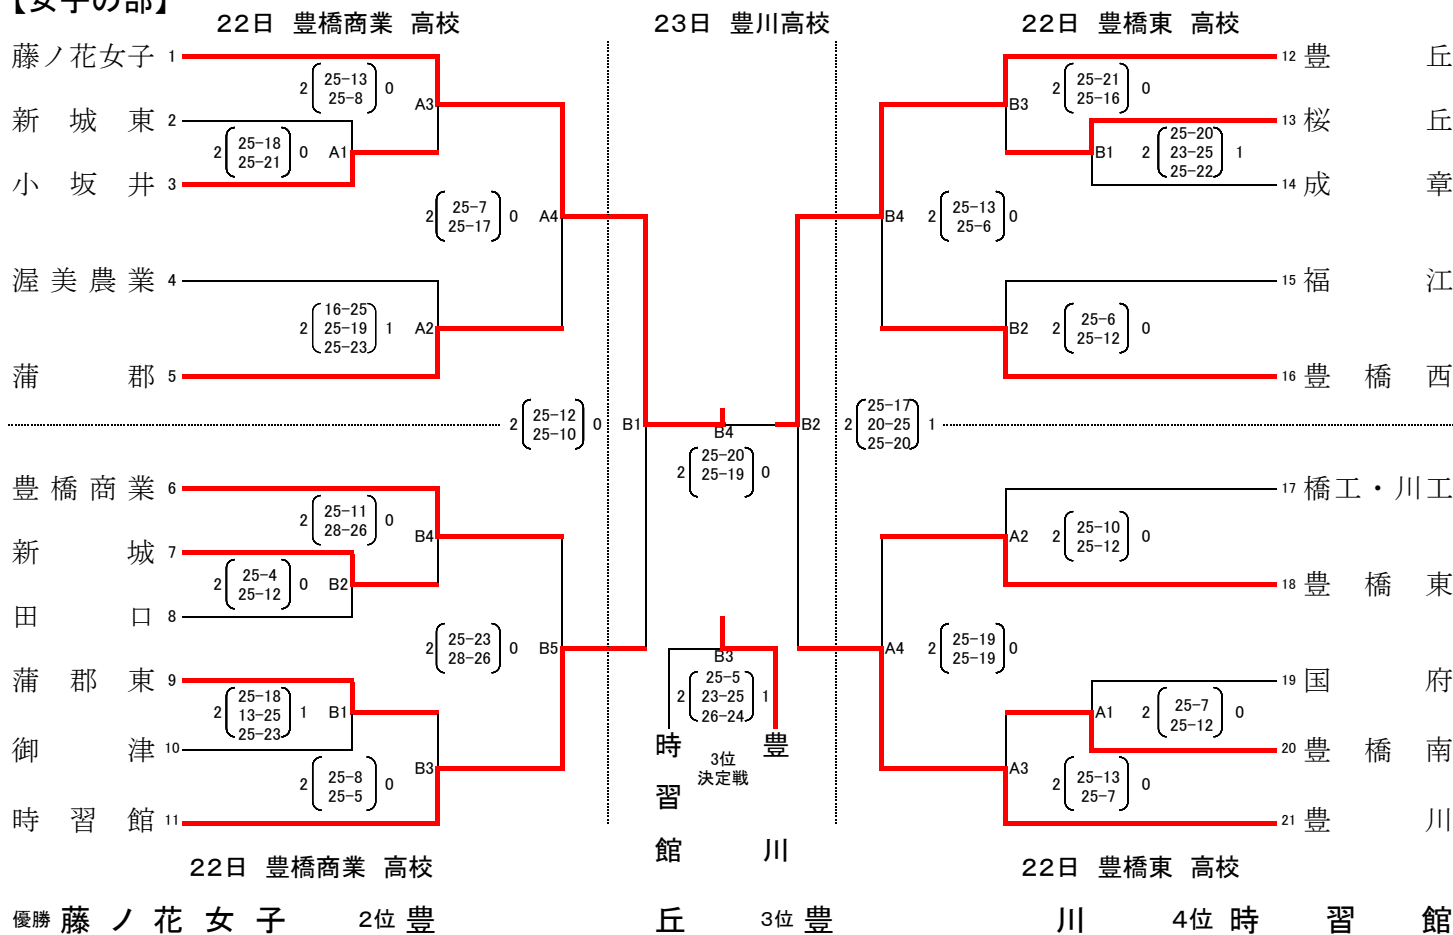 【女子の部】
22日 豊橋商業 高校
23日 豊川高校
22日 豊橋東 高校
藤ノ花女子 1
2 25-13 0
25-8
A3
新城東 2
2 25-18 0
25-21
A1
小坂井 3
2 25-7 0
25-17
A4
渥美農業 4
16-25
2 25-19 1
25-23
A2
蒲郡 5
2 25-12 0
25-10
B1
豊橋商業 6
2 25-11 0
28-26
B4
新城 7
2 25-4 0
25-12
B2
田口 8
2 25-23 0
28-26
B5
蒲郡東 9
25-18
2 13-25 1
25-23
B1
御津 10
2 25-8 0
25-5
B3
時習館 11
B4
2 25-20 0
25-19
B3
25-5
2 23-25 1
26-24
時習館
3位
決定戦
豊川
12 豊丘
B3
2 25-21 0
25-16
13 桜丘
B1
25-20
2 23-25 1
25-22
14 成章
B4
2 25-13 0
25-6
15 福江
B2
2 25-6 0
25-12
16 豊橋西
B2
25-17
2 20-25 1
25-20
17 橋工・川工
A2
2 25-10 0
25-12
18 豊橋東
A4
2 25-19 0
25-19
19 国府
A1
2 25-7 0
25-12
20 豊橋南
A3
2 25-13 0
25-7
21 豊川
22日 豊橋商業 高校
22日 豊橋東 高校
優勝 藤ノ花女子 2位 豊丘 3位 豊川 4位 時習館